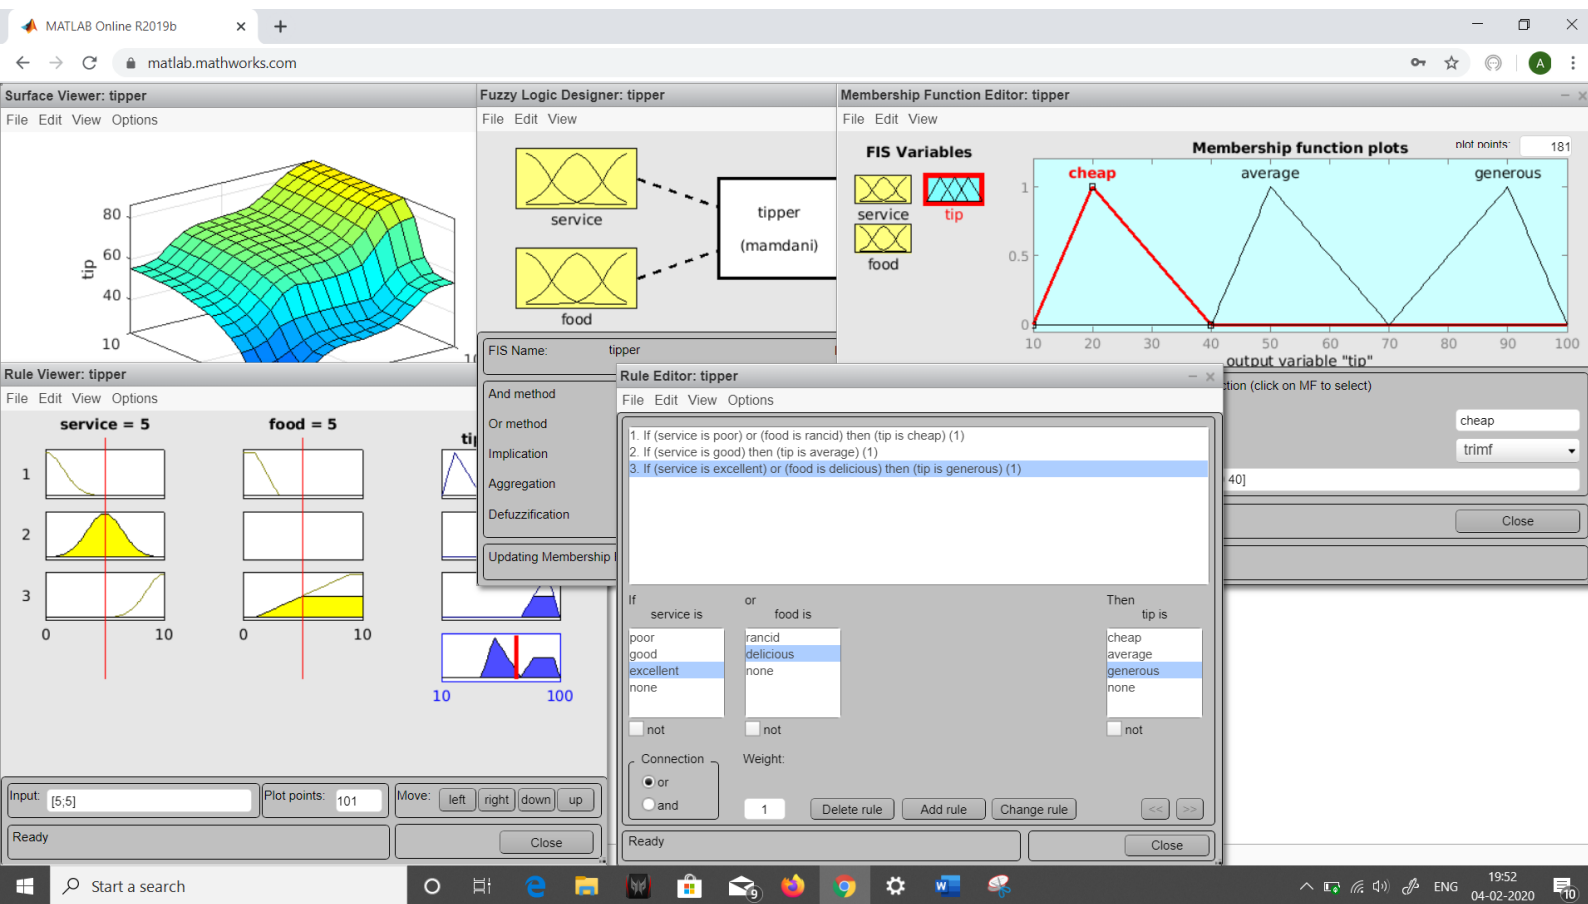 MATLAB Online R2019b
matlab.mathworks.com
A
Surface Viewer: tipper
File Edit View Options
80
60
40
tip
10
Fuzzy Logic Designer: tipper
File Edit View
service
food
tipper
(mamdani)
FIS Name: tipper
And method
Or method
Implication
Aggregation
Defuzzification
Updating Membership
Membership Function Editor: tipper
File Edit View
FIS Variables
service
tip
food
Membership function plots
plot points: 181
cheap average generous
1
0.5
0
10 20 30 40 50 60 70 80 90 100
output variable "tip"
(click on MF to select)
cheap
trimf
40]
Close
Rule Viewer: tipper
File Edit View Options
service = 5 food = 5
1
2
3
0 10 0 10
10 100
Input: [5;5]
Plot points: 101
Move: left right down up
Ready
Close
Rule Editor: tipper
File Edit View Options
1. If (service is poor) or (food is rancid) then (tip is cheap) (1)
2. If (service is good) then (tip is average) (1)
3. If (service is excellent) or (food is delicious) then (tip is generous) (1)
If or Then
service is food is tip is
poor rancid cheap
good delicious average
excellent none generous
none none
not not not
Connection Weight:
or
and
1 Delete rule Add rule Change rule << >>
Ready
Close
Start a search
9
W
ENG
19:52
04-02-2020
10